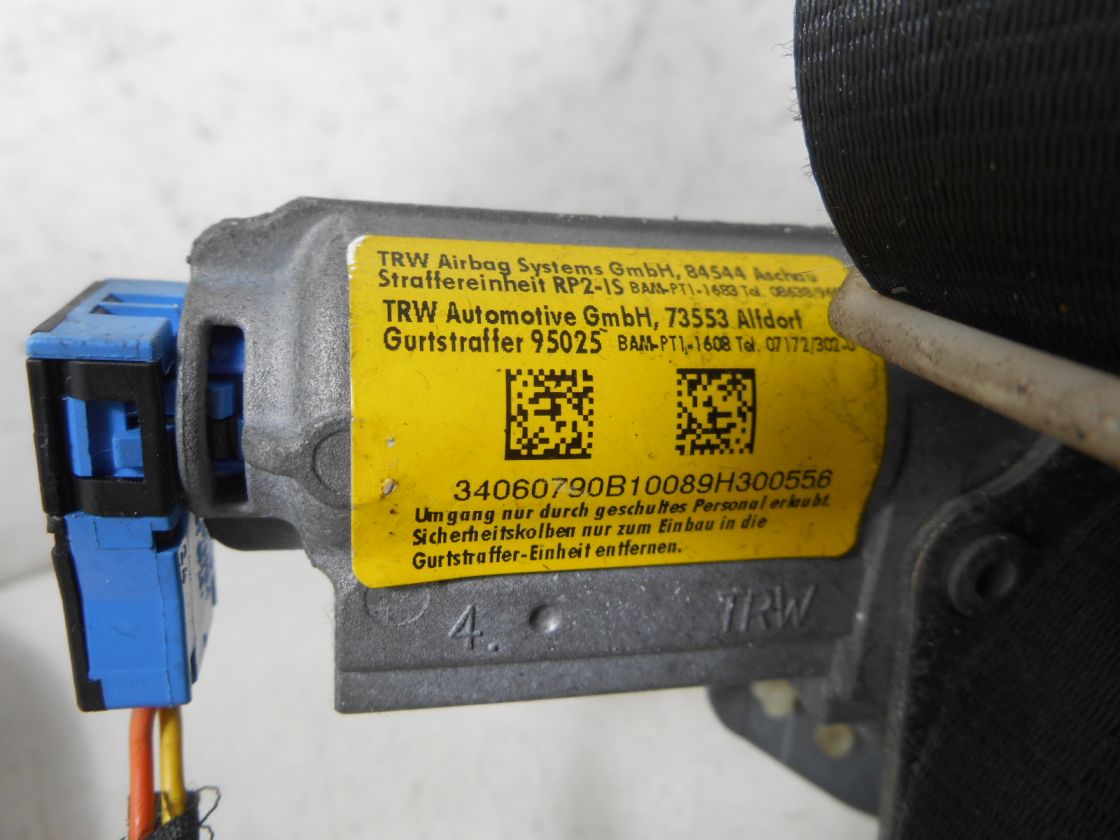 TRW Airbag Systems GmbH, 84544 Aschau
Straffereinheit RP2-IS BAM-PT1-1683 Tel. 08638/
TRW Automotive GmbH, 73553 Alfdorf
Gurtstraffer 95025 BAM-PT1-1608 Tel. 07172/302-0
34060790B10089H300556
Umgang nur durch geschultes Personal erlaubt.
Sicherheitskolben nur zum Einbau in die
Gurtstraffer-Einheit entfernen.
4. TRW